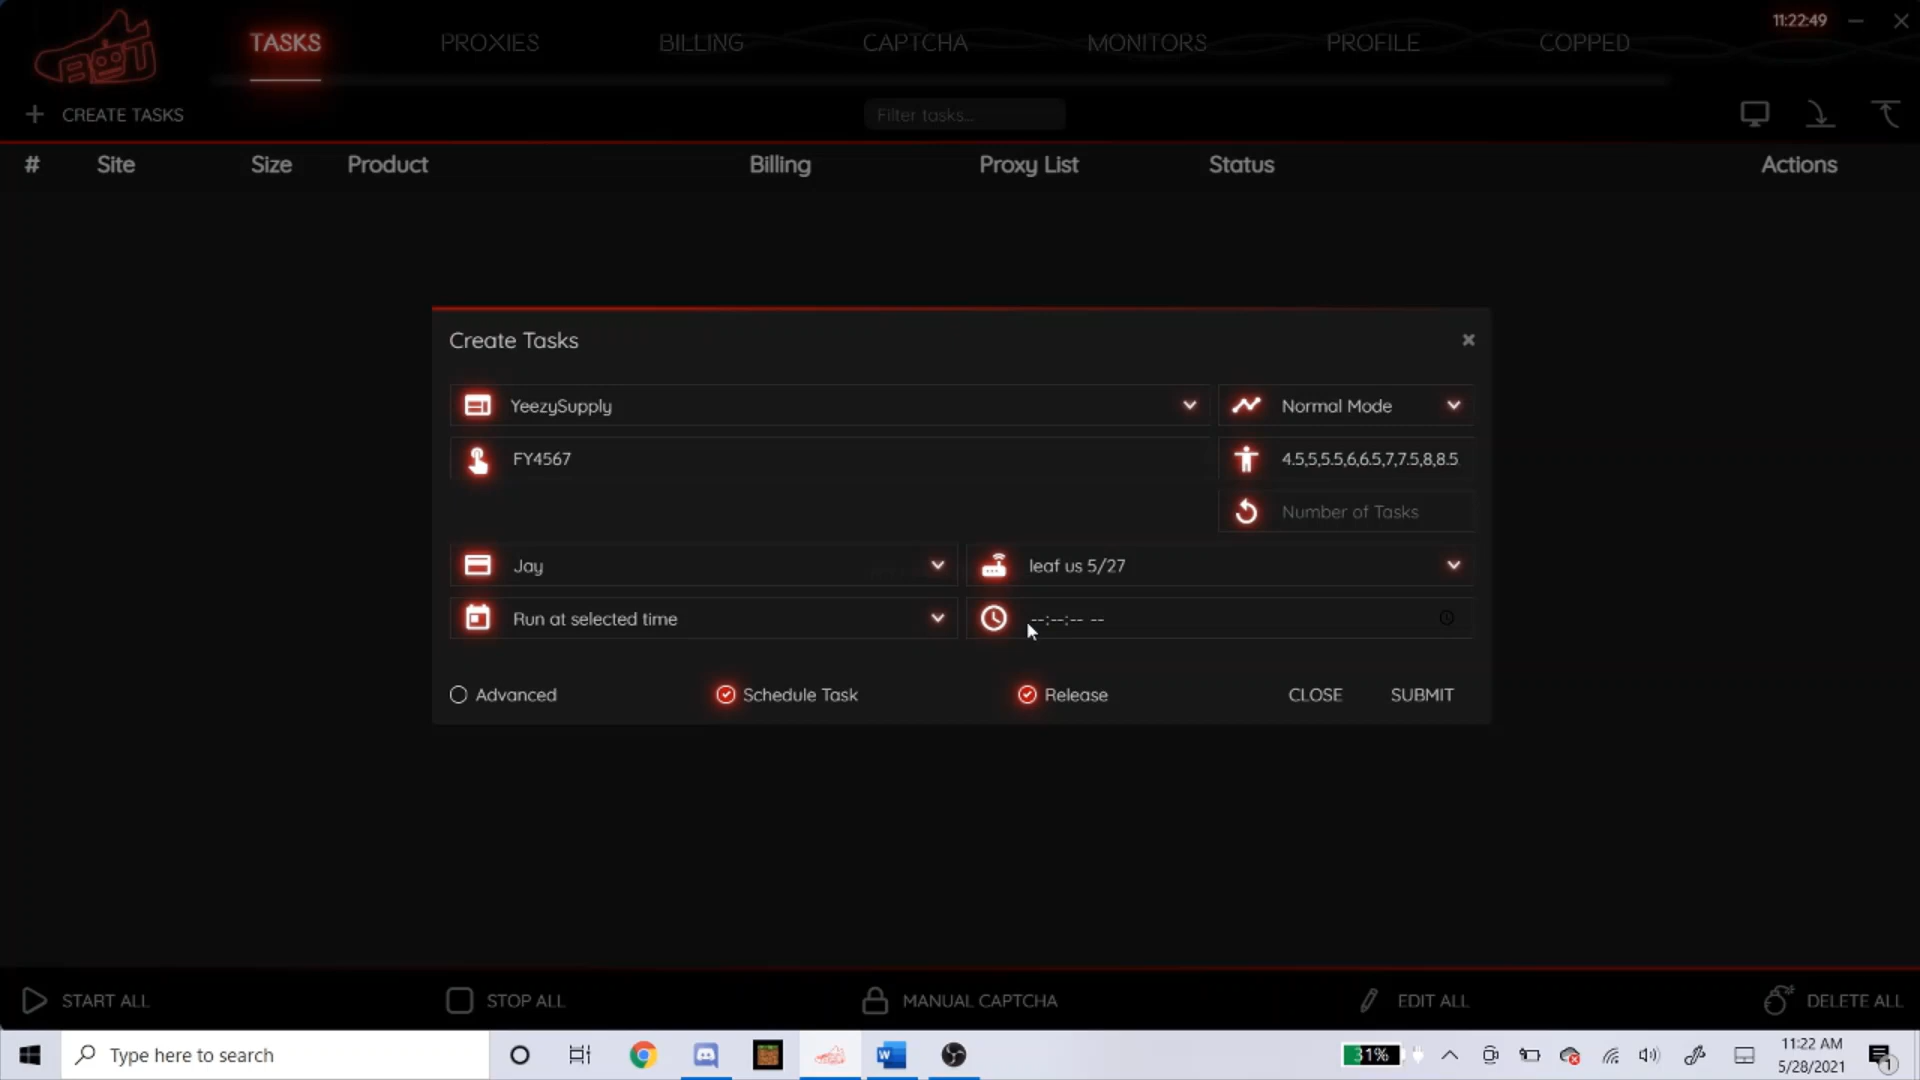 11:22:49
TASKS PROXIES BILLING CAPTCHA MONITORS PROFILE COPPED
CREATE TASKS Filter tasks...
# Site Size Product Billing Proxy List Status Actions
Create Tasks
YeezySupply Normal Mode
FY4567 4.5,5,5.5,6,6.5,7,7.5,8,8.5
Number of Tasks
Jay leaf us 5/27
Run at selected time --:--:-- --
Advanced Schedule Task Release CLOSE SUBMIT
START ALL STOP ALL MANUAL CAPTCHA EDIT ALL DELETE ALL
Type here to search 31% 11:22 AM
5/28/2021
1